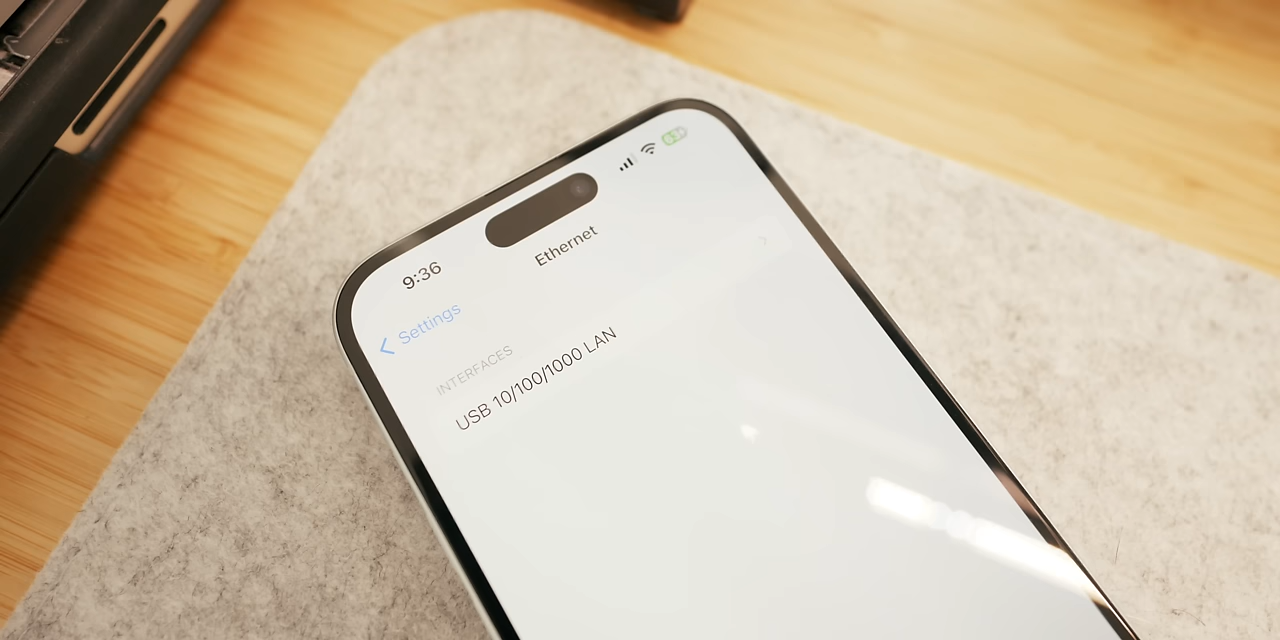 9:36
Ethernet
Settings
INTERFACES
USB 10/100/1000 LAN